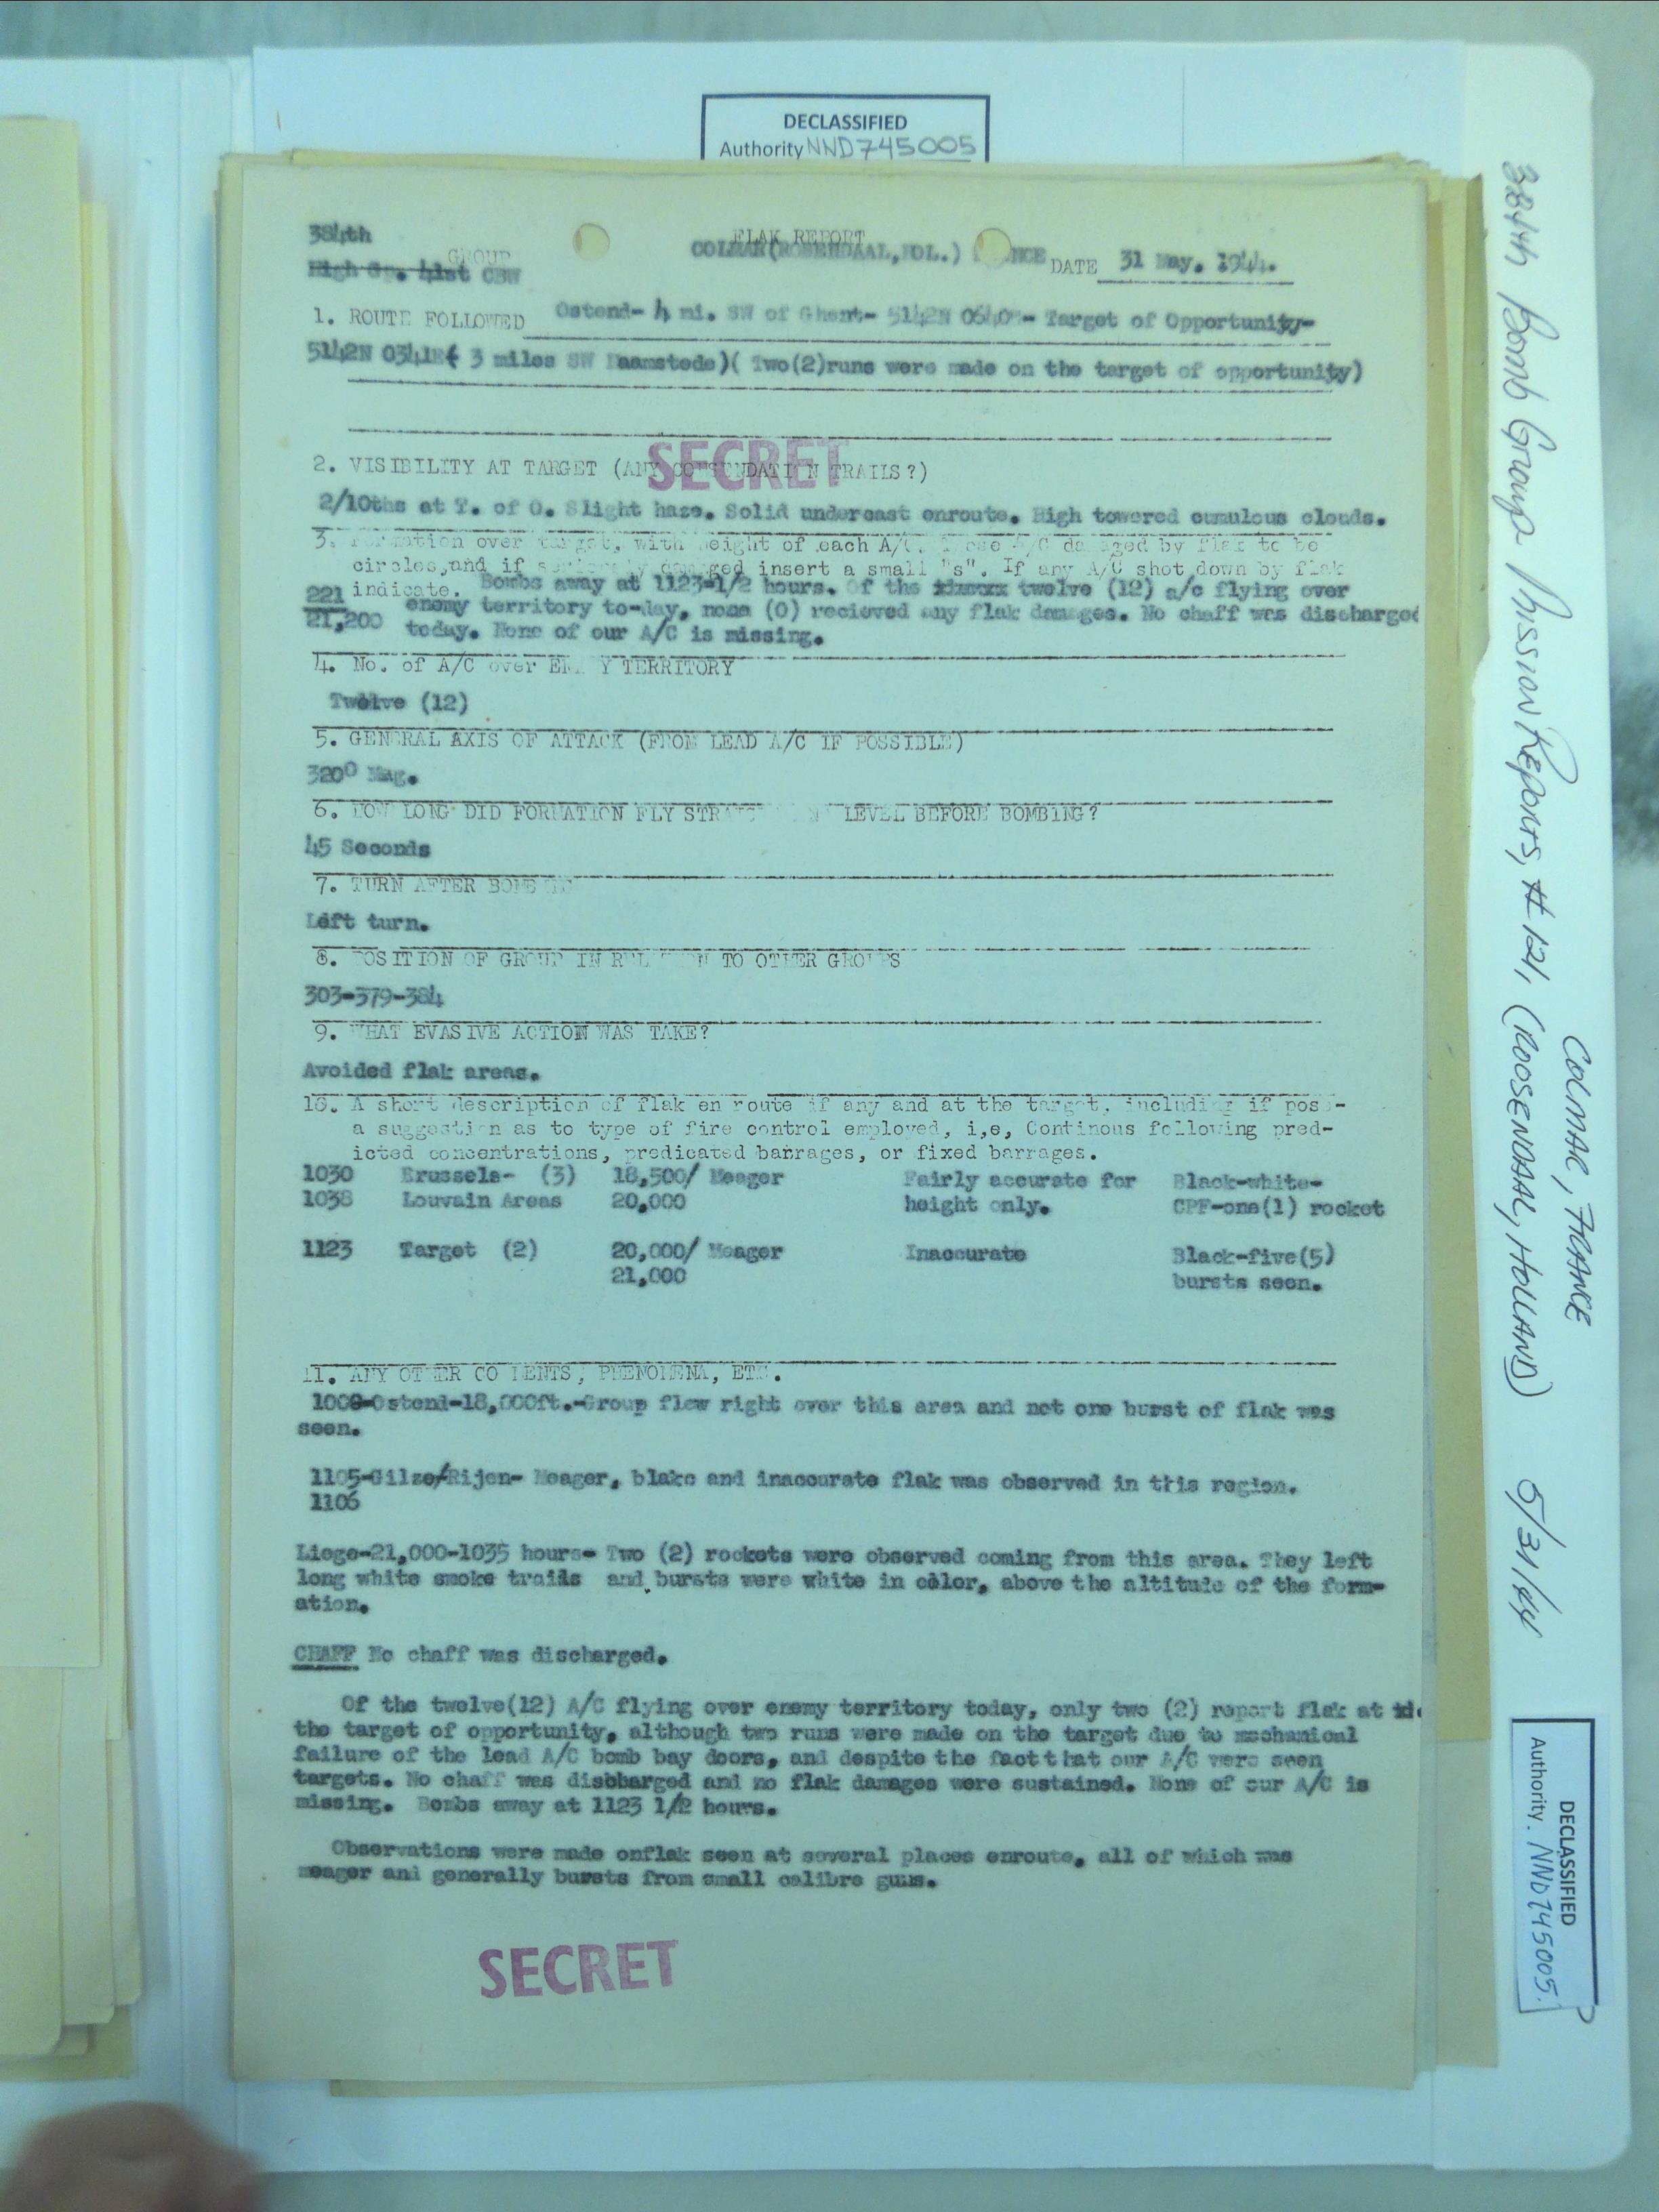 DECLASSIFIED
Authority NND745005
384th
GROUP
High Gp. 41st CBW
FLAK REPORT
COLMAR(ROSENDAAL,HOL.)
DATE 31 May. 1944.
1. ROUTE FOLLOWED Ostend- 4 mi. SW of Ghent- 5142N 0640E- Target of Opportunity-
5142N 0341E( 3 miles SW Haamstede)( Two(2)runs were made on the target of opportunity)
SECRET
2. VISIBILITY AT TARGET (ANY CONDENDATION TRAILS?)
2/10ths at T. of O. Slight haze. Solid undercast enroute. High towered cumulous clouds.
3. Formation over target, with height of each A/C. Those A/C damaged by flak to be
circles,and if seriously damaged insert a small "s". If any A/C shot down by flak
indicate. Bombs away at 1123-1/2 hours. Of the twelve (12) a/c flying over
221 enemy territory to-day, none (0) recieved any flak damages. No chaff was discharged
21,200 today. None of our A/C is missing.
4. No. of A/C over ENEMY TERRITORY
Twelve (12)
5. GENERAL AXIS OF ATTACK (FROM LEAD A/C IF POSSIBLE)
320° Mag.
6. HOW LONG DID FORMATION FLY STRAIGHT AND LEVEL BEFORE BOMBING?
45 Seconds
7. TURN AFTER BOMBING
Left turn.
8. POSITION OF GROUP IN RELATION TO OTHER GROUPS
303-379-384
9. WHAT EVASIVE ACTION WAS TAKE?
Avoided flak areas.
10. A short description of flak en route if any and at the target, including if poss-
a suggestion as to type of fire control employed, i,e, Continous following pred-
icted concentrations, predicated barrages, or fixed barrages.
1030 Brussels- (3) 18,500/ Meager Fairly accurate for Black-white-
1038 Louvain Areas 20,000 height only. CPF-one(1) rocket
1123 Target (2) 20,000/ Meager Inaccurate Black-five(5)
21,000 bursts seen.
11. ANY OTHER COMMENTS, PHENOMENA, ETC.
1008-Ostend-18,000ft.-Group flew right over this area and not one burst of flak was
seen.
1105-Gilze/Rijen- Meager, blakc and inaccurate flak was observed in this region.
1106
Liege-21,000-1035 hours- Two (2) rockets were observed coming from this area. They left
long white smoke trails and bursts were white in color, above the altitude of the form-
ation.
CHAFF No chaff was discharged.
Of the twelve(12) A/C flying over enemy territory today, only two (2) report flak at
the target of opportunity, although two runs were made on the target due to mechanical
failure of the lead A/C bomb bay doors, and despite the fact that our A/C were seen
targets. No chaff was discharged and no flak damages were sustained. None of our A/C is
missing. Bombs away at 1123 1/2 hours.
Observations were made onflak seen at several places enroute, all of which was
meager and generally bursts from small calibre guns.
SECRET
384th Bomb Group Mission Reports, #121, (ROOSENDAAL, HOLLAND) 5/31/44
COLMAR, FRANCE
DECLASSIFIED
Authority. NND745005.